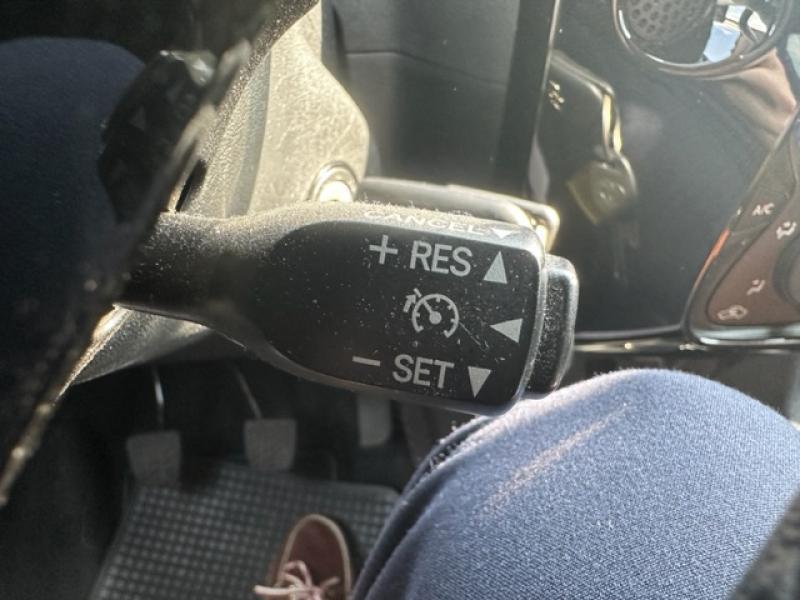 CANCEL
+ RES
- SET
A/C